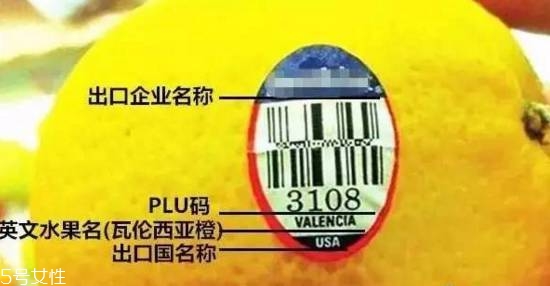 出口企业名称
PLU码
3108
英文水果名(瓦伦西亚橙)
VALENCIA
出口国名称
USA
5号女性